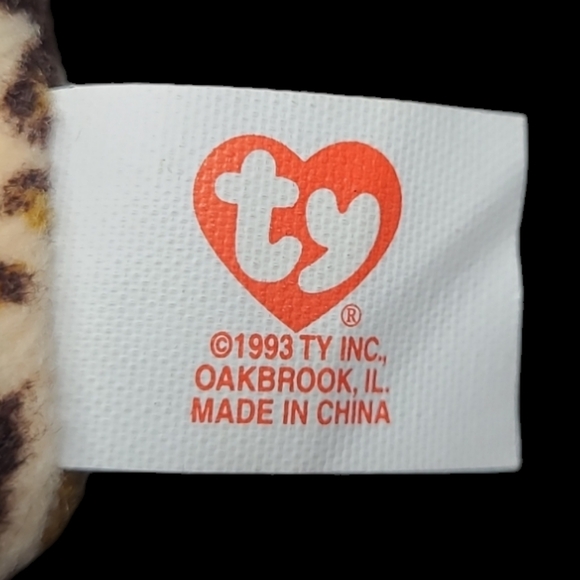 ty
®
©1993 TY INC.,
OAKBROOK, IL.
MADE IN CHINA